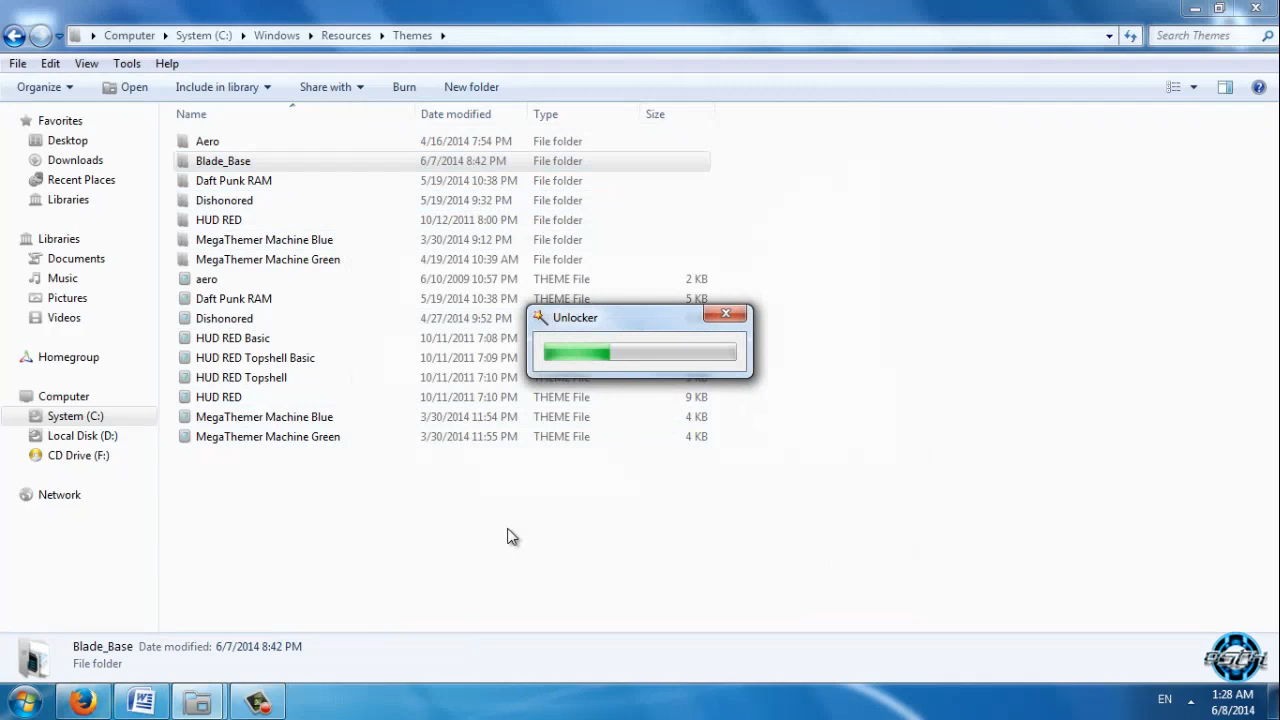 Computer System (C:) Windows Resources Themes Search Themes
File Edit View Tools Help
Organize Open Include in library Share with Burn New folder
Name Date modified Type Size
Favorites
Desktop
Downloads
Recent Places
Libraries
Libraries
Documents
Music
Pictures
Videos
Homegroup
Computer
System (C:)
Local Disk (D:)
CD Drive (F:)
Network
Aero 4/16/2014 7:54 PM File folder
Blade_Base 6/7/2014 8:42 PM File folder
Daft Punk RAM 5/19/2014 10:38 PM File folder
Dishonored 5/19/2014 9:32 PM File folder
HUD RED 10/12/2011 8:00 PM File folder
MegaThemer Machine Blue 3/30/2014 9:12 PM File folder
MegaThemer Machine Green 4/19/2014 10:39 AM File folder
aero 6/10/2009 10:57 PM THEME File 2 KB
Daft Punk RAM 5/19/2014 10:38 PM THEME File 5 KB
Dishonored 4/27/2014 9:52 PM
HUD RED Basic 10/11/2011 7:08 PM
HUD RED Topshell Basic 10/11/2011 7:09 PM
HUD RED Topshell 10/11/2011 7:10 PM THEME File
HUD RED 10/11/2011 7:10 PM THEME File 9 KB
MegaThemer Machine Blue 3/30/2014 11:54 PM THEME File 4 KB
MegaThemer Machine Green 3/30/2014 11:55 PM THEME File 4 KB
Unlocker
Blade_Base Date modified: 6/7/2014 8:42 PM
File folder
EN 1:28 AM
6/8/2014